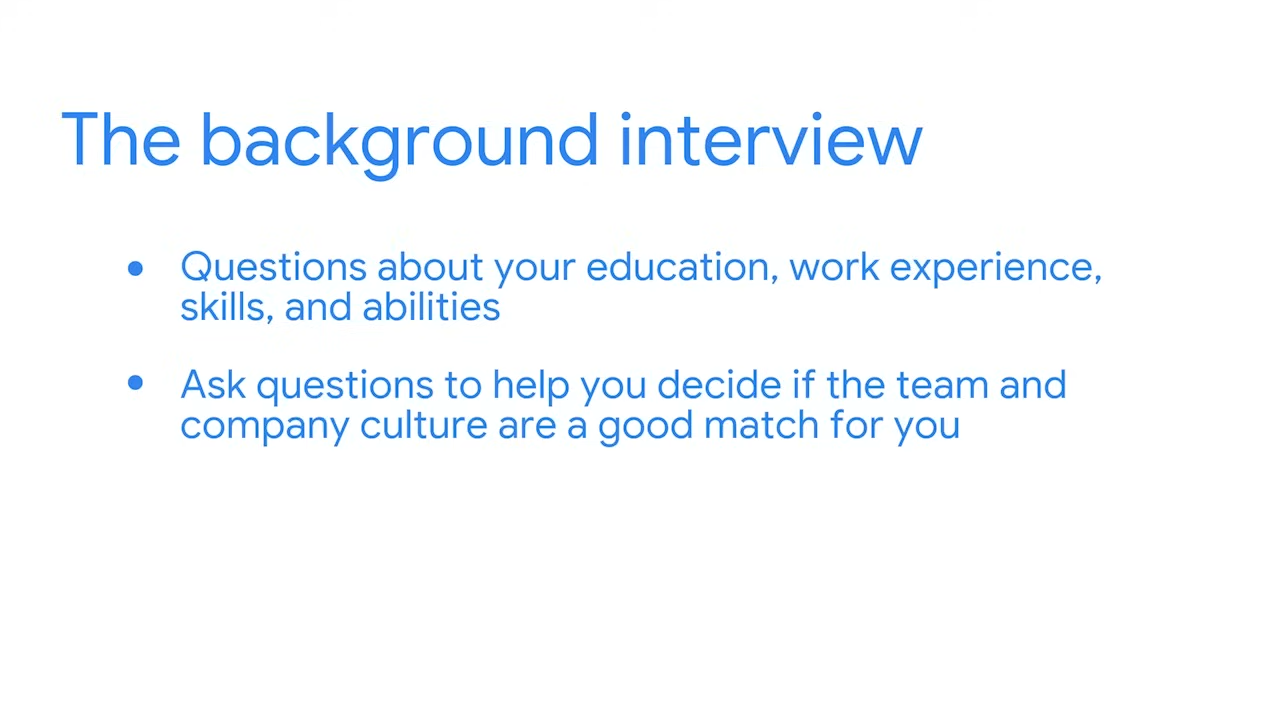 The background interview
• Questions about your education, work experience,
skills, and abilities
• Ask questions to help you decide if the team and
company culture are a good match for you